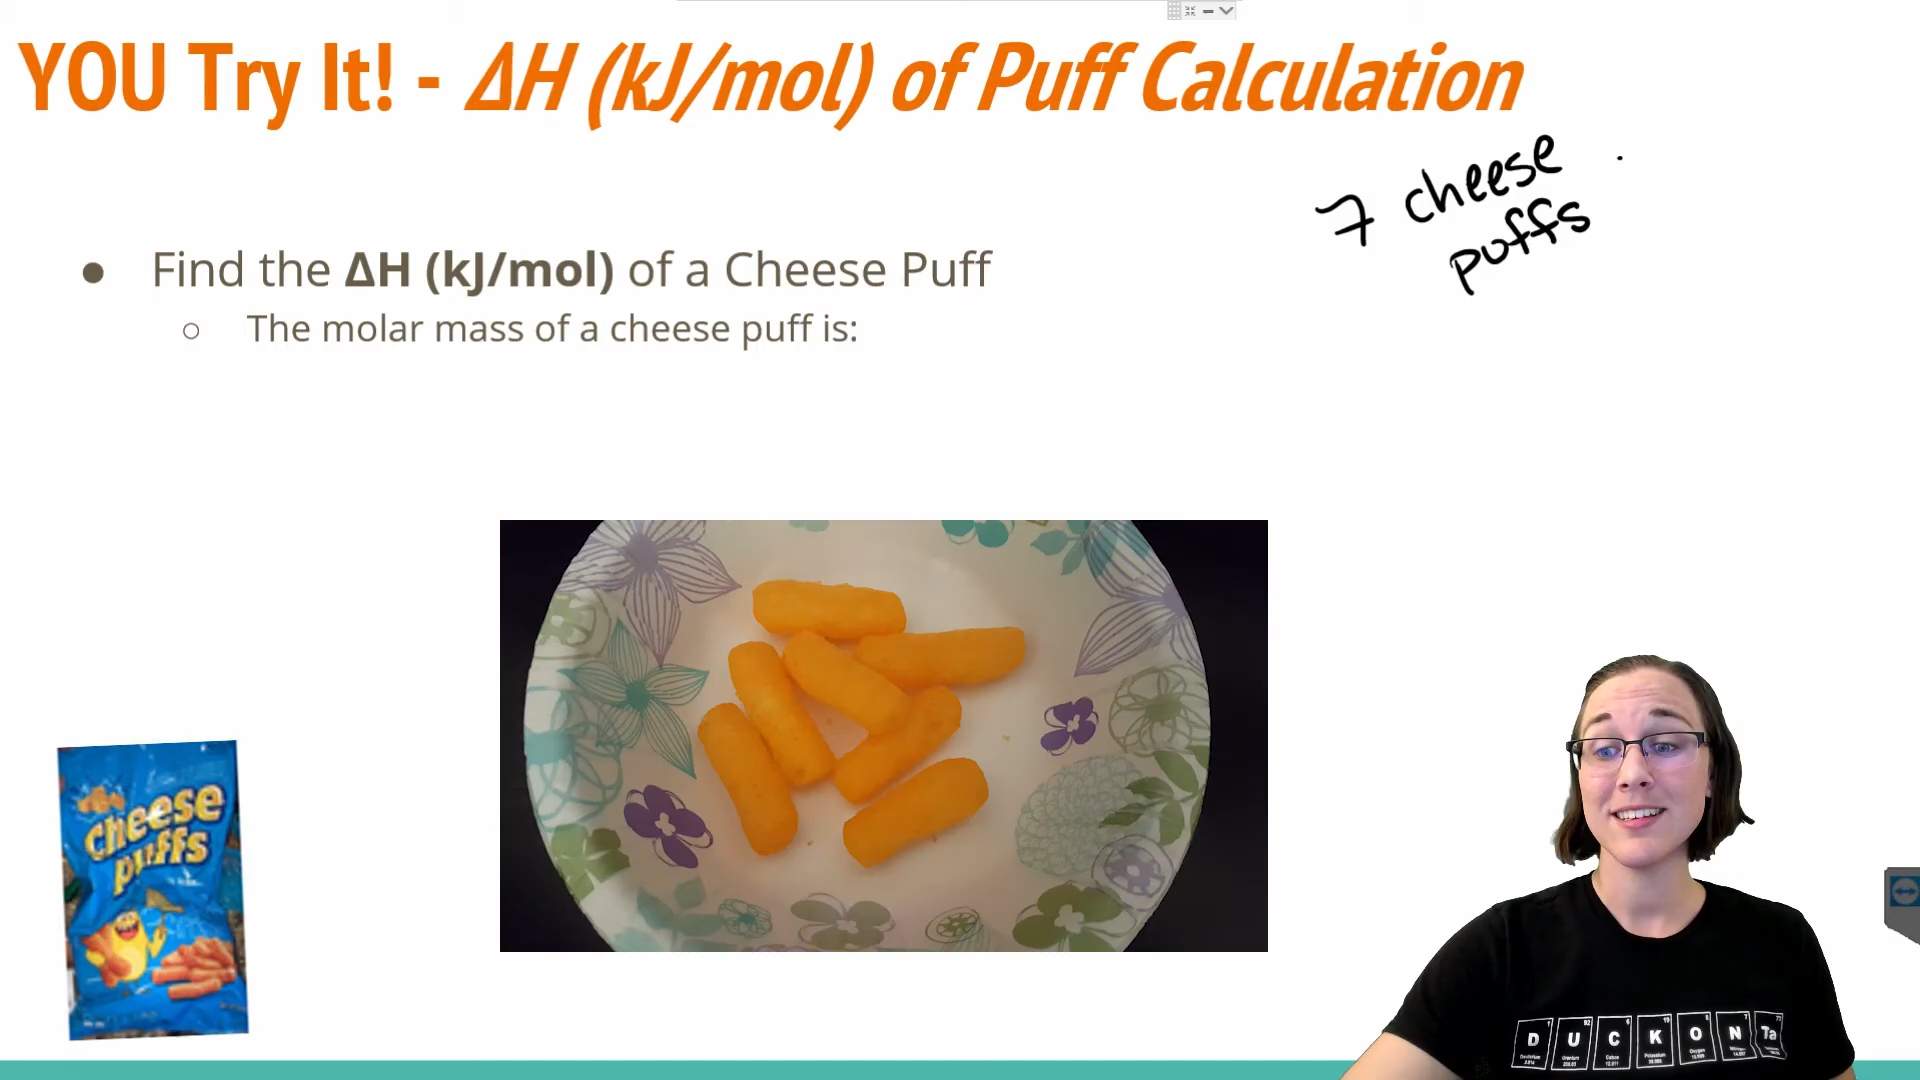 YOU Try It! - ΔH (kJ/mol) of Puff Calculation
7 cheese
puffs
● Find the ΔH (kJ/mol) of a Cheese Puff
○ The molar mass of a cheese puff is:
cheese
puffs
D U C K O N Ta